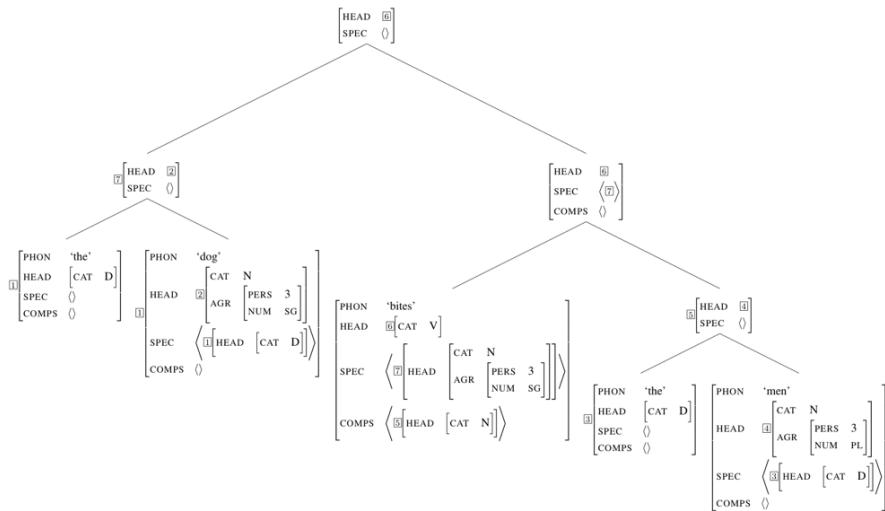 HEAD 6
SPEC ⟨⟩
7 HEAD 2
SPEC ⟨⟩
HEAD 6
SPEC ⟨7⟩
COMPS ⟨⟩
1 PHON ‘the’
HEAD [CAT D]
SPEC ⟨⟩
COMPS ⟨⟩
1 PHON ‘dog’
HEAD 2 CAT N
AGR PERS 3
NUM SG
SPEC ⟨1[HEAD [CAT D]]⟩
COMPS ⟨⟩
PHON ‘bites’
HEAD 6[CAT V]
SPEC ⟨7[HEAD CAT N
AGR PERS 3
NUM SG]⟩
COMPS ⟨5[HEAD [CAT N]]⟩
5 HEAD 4
SPEC ⟨⟩
3 PHON ‘the’
HEAD [CAT D]
SPEC ⟨⟩
COMPS ⟨⟩
PHON ‘men’
HEAD 4 CAT N
AGR PERS 3
NUM PL
SPEC ⟨3[HEAD [CAT D]]⟩
COMPS ⟨⟩